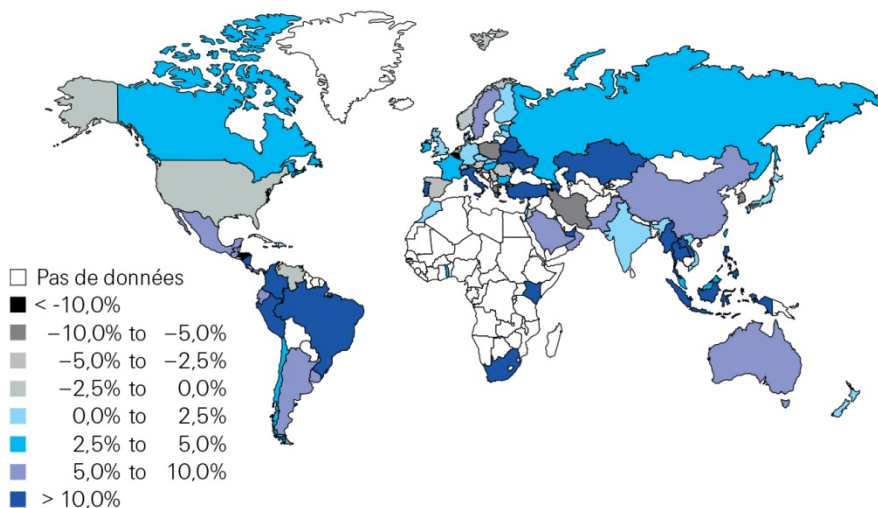 Pas de données
< -10,0%
−10,0% to −5,0%
−5,0% to −2,5%
−2,5% to 0,0%
0,0% to 2,5%
2,5% to 5,0%
5,0% to 10,0%
> 10,0%